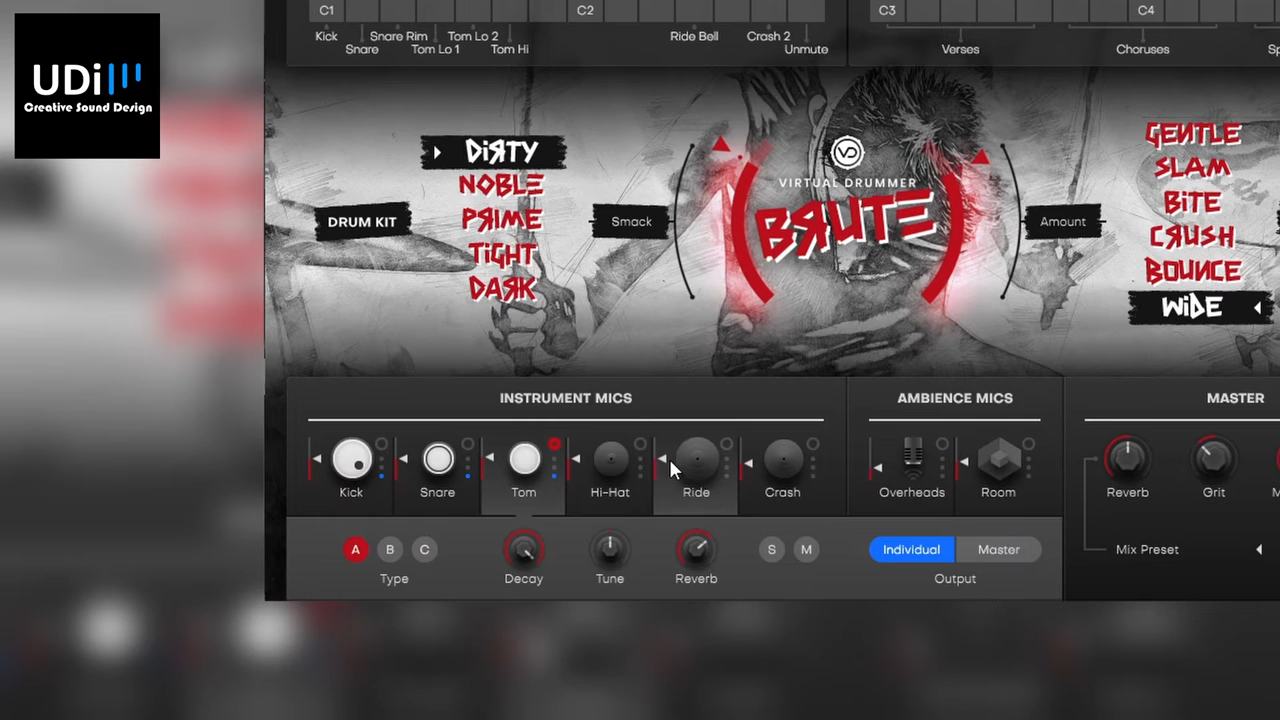 UDi
Creative Sound Design
C1 C2 C3 C4
Kick Snare Rim Tom Lo 2 Ride Bell Crash 2
Snare Tom Lo 1 Tom Hi Unmute Verses Choruses
DRUM KIT
DiRTY
NOBLE
PRIME
TiGHT
DARK
Smack
VD
VIRTUAL DRUMMER
BRUTE
Amount
GENTLE
SLAM
BiTE
CRUSH
BOUNCE
WiDE
INSTRUMENT MICS AMBIENCE MICS MASTER
Kick Snare Tom Hi-Hat Ride Crash Overheads Room Reverb Grit
A B C S M Individual Master Mix Preset
Type Decay Tune Reverb Output